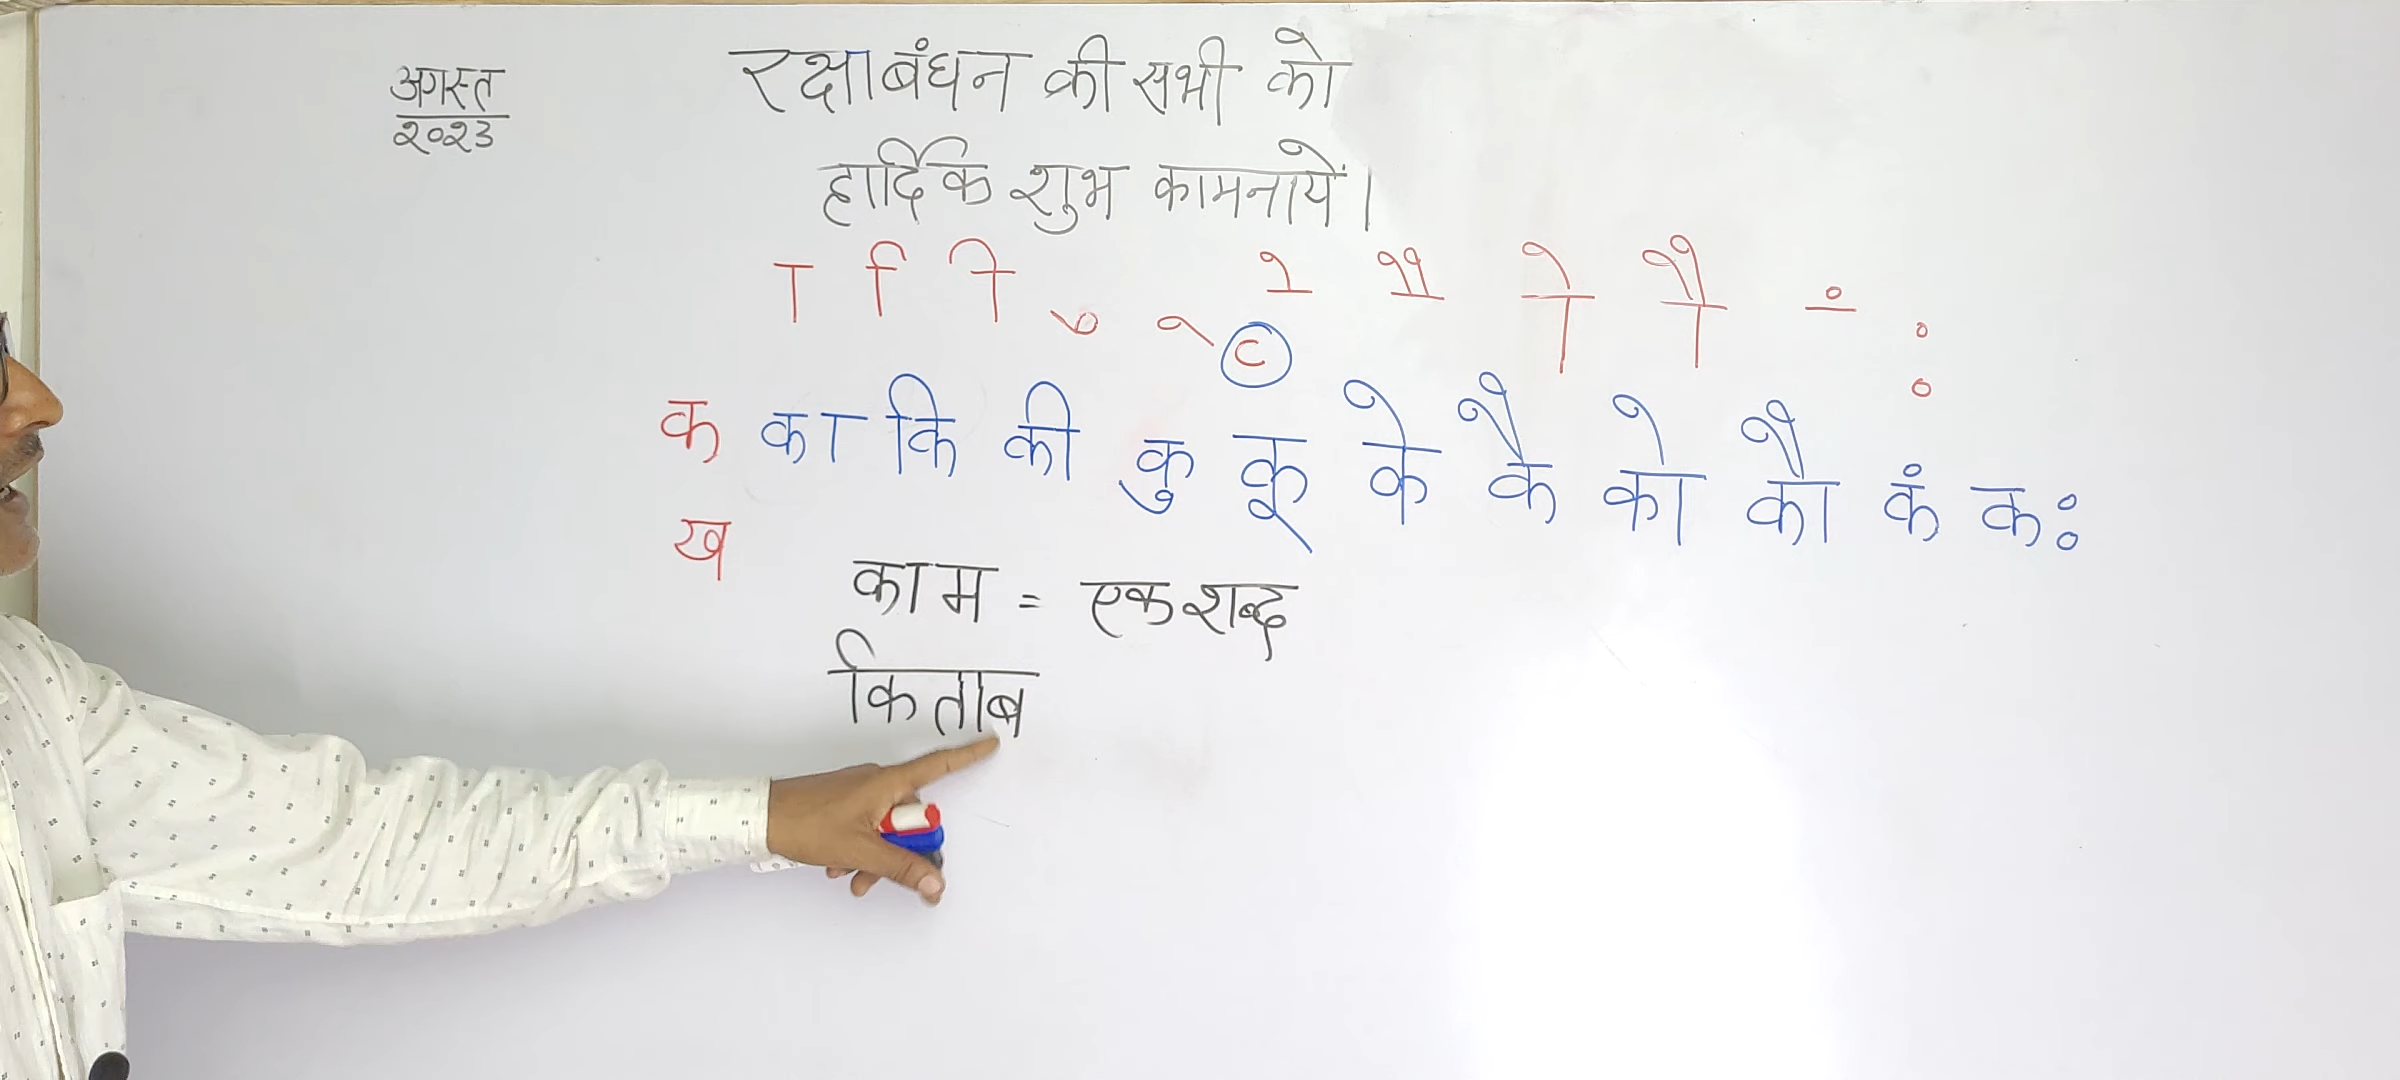 अगस्त
२०२३
रक्षाबंधन की सभी को
हार्दिक शुभ कामनायें।
ा ि ी ु ू ृ े ै ो ौ ं ः
क का कि की कु कू के कै को कौ कं कः
ख
काम = एक शब्द
किताब